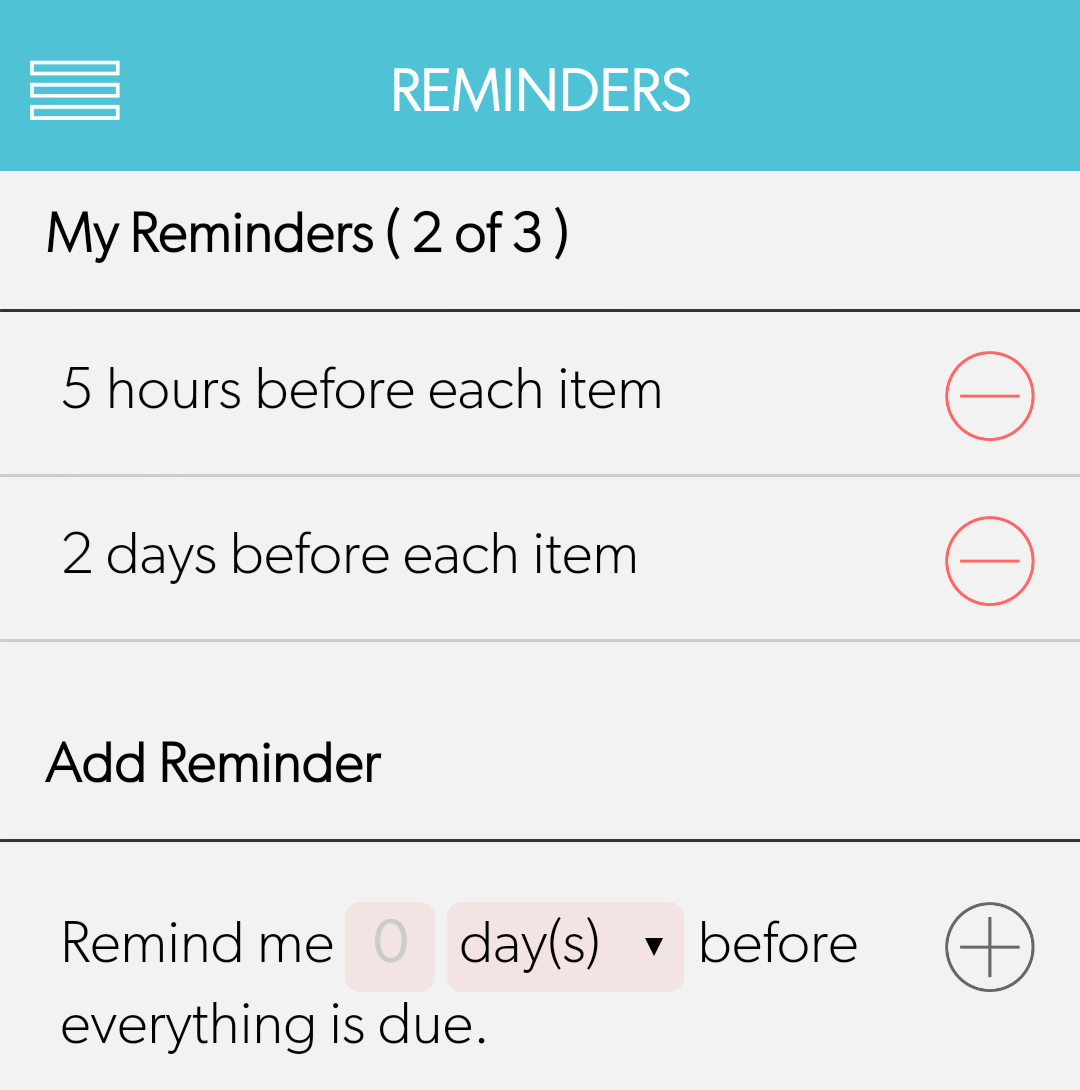 REMINDERS
My Reminders ( 2 of 3 )
5 hours before each item
2 days before each item
Add Reminder
Remind me 0 day(s) ▼ before
everything is due.